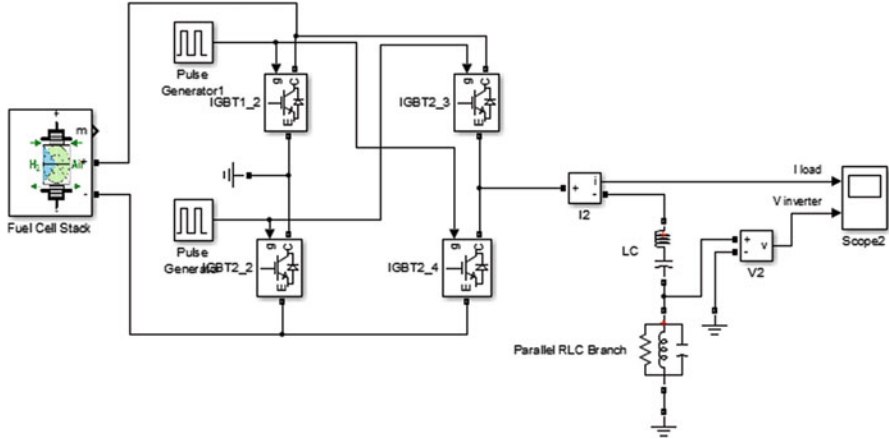 Pulse
Generator1
g
C
E
IGBT1_2
g
C
E
IGBT2_3
+
m
H₂
Air
+
-
-
Fuel Cell Stack
Pulse
Generator
g
C
E
IGBT2_2
g
C
E
IGBT2_4
+
i
-
I2
I load
V inverter
Scope2
LC
+
-
v
V2
Parallel RLC Branch